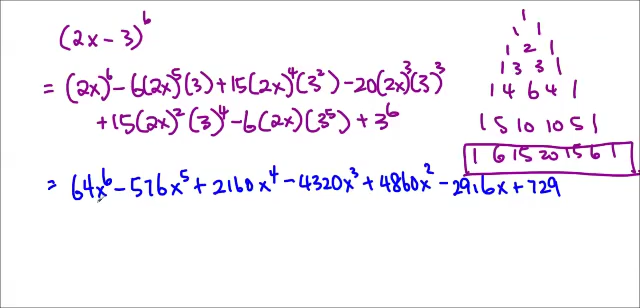 (2x - 3)^6
= (2x)^6 - 6(2x)^5(3) + 15(2x)^4(3^2) - 20(2x)^3(3)^3
+ 15(2x)^2(3)^4 - 6(2x)(3^5) + 3^6
= 64x^6 - 576x^5 + 2160x^4 - 4320x^3 + 4860x^2 - 2916x + 729
1
1 1
1 2 1
1 3 3 1
1 4 6 4 1
1 5 10 10 5 1
1 6 15 20 15 6 1